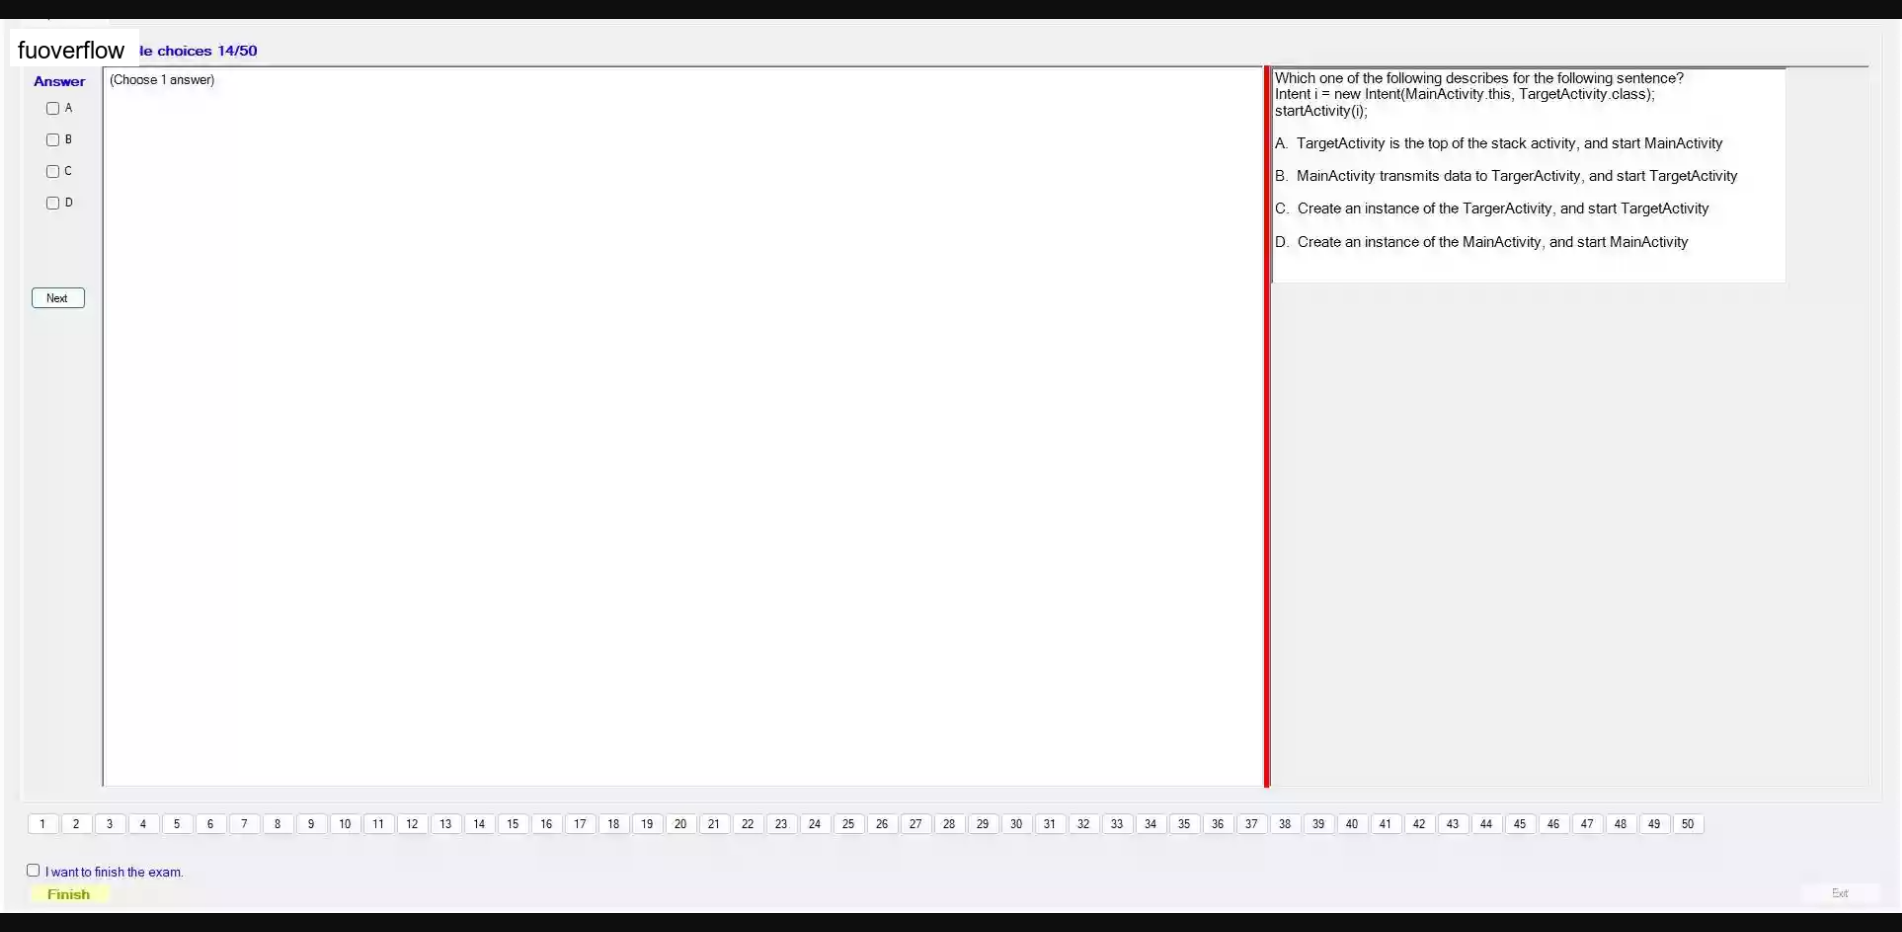 fuoverflow
le choices 14/50
Answer
(Choose 1 answer)
A
B
C
D
Next
Which one of the following describes for the following sentence?
Intent i = new Intent(MainActivity.this, TargetActivity.class);
startActivity(i);
A. TargetActivity is the top of the stack activity, and start MainActivity
B. MainActivity transmits data to TargerActivity, and start TargetActivity
C. Create an instance of the TargerActivity, and start TargetActivity
D. Create an instance of the MainActivity, and start MainActivity
1 2 3 4 5 6 7 8 9 10 11 12 13 14 15 16 17 18 19 20 21 22 23 24 25 26 27 28 29 30 31 32 33 34 35 36 37 38 39 40 41 42 43 44 45 46 47 48 49 50
I want to finish the exam.
Finish
Exit